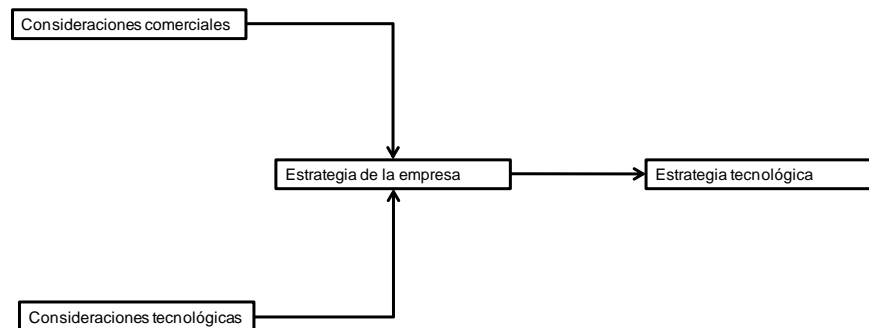 Consideraciones comerciales
Estrategia de la empresa
Estrategia tecnológica
Consideraciones tecnológicas